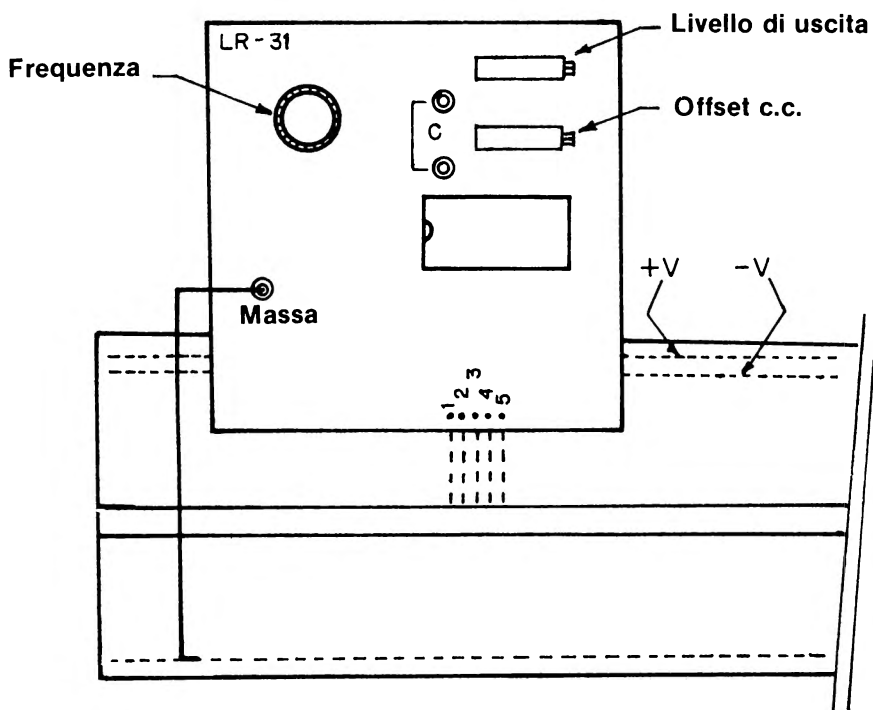 LR-31
Livello di uscita
Frequenza
Offset c.c.
C
+V
-V
Massa
1
2
3
4
5